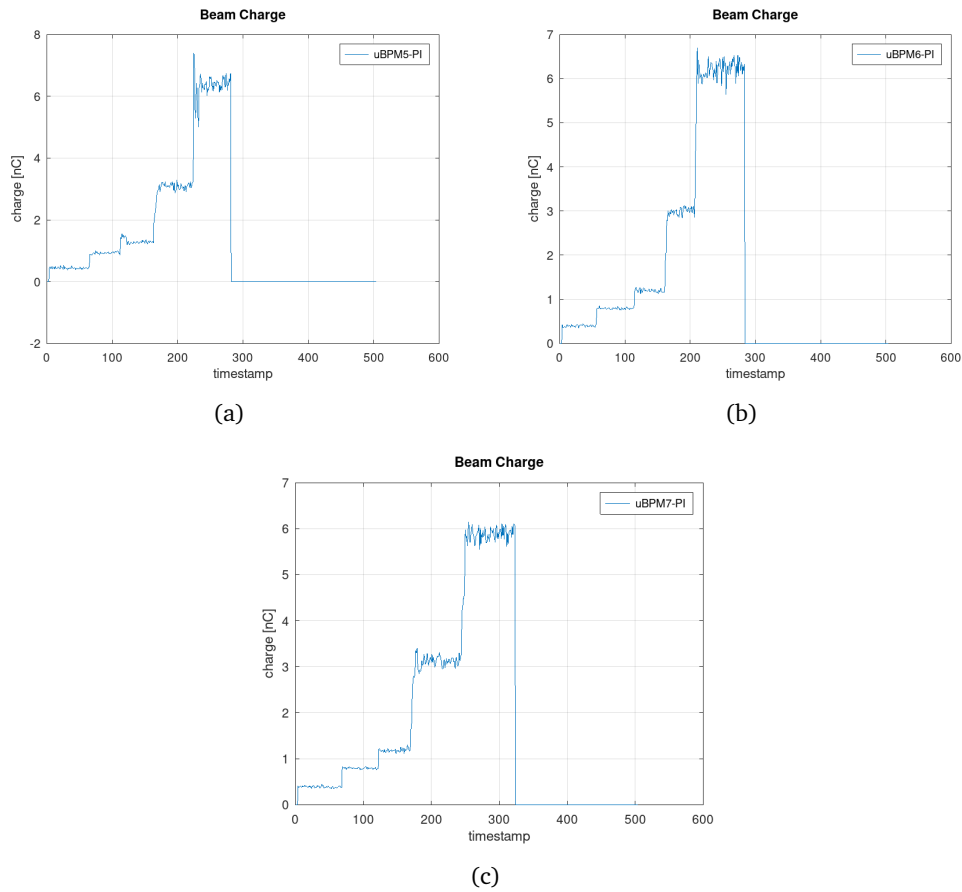 Beam Charge
8
6
4
2
0
-2
charge [nC]
uBPM5-PI
0 100 200 300 400 500 600
timestamp
(a)
Beam Charge
7
6
5
4
3
2
1
0
charge [nC]
uBPM6-PI
0 100 200 300 400 500 600
timestamp
(b)
Beam Charge
7
6
5
4
3
2
1
0
charge [nC]
uBPM7-PI
0 100 200 300 400 500 600
timestamp
(c)